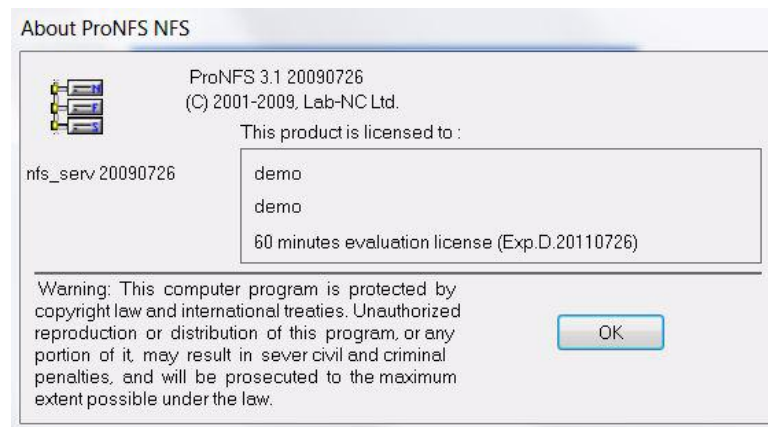 About ProNFS NFS
ProNFS 3.1 20090726
(C) 2001-2009, Lab-NC Ltd.
This product is licensed to :
nfs_serv 20090726
demo
demo
60 minutes evaluation license (Exp.D.20110726)
Warning: This computer program is protected by
copyright law and international treaties. Unauthorized
reproduction or distribution of this program, or any
portion of it, may result in sever civil and criminal
penalties, and will be prosecuted to the maximum
extent possible under the law.
OK
N
F
S